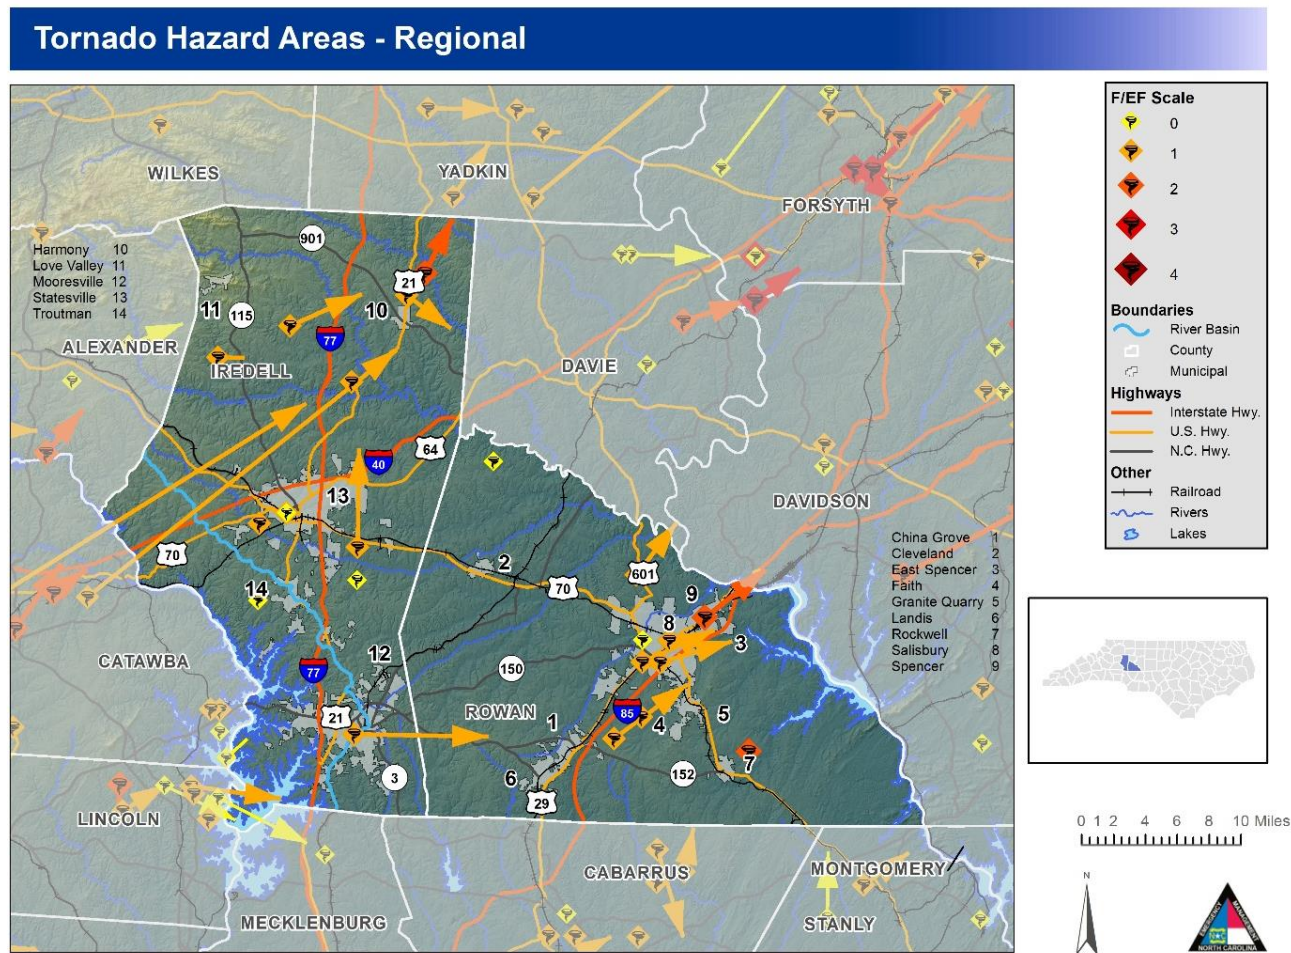 Tornado Hazard Areas - Regional
WILKES
YADKIN
FORSYTH
901
Harmony 10
Love Valley 11
Mooresville 12
Statesville 13
Troutman 14
21
11
115
10
77
ALEXANDER
IREDELL
DAVIE
64
40
13
DAVIDSON
70
2
601
70
China Grove 1
Cleveland 2
East Spencer 3
Faith 4
Granite Quarry 5
Landis 6
Rockwell 7
Salisbury 8
Spencer 9
14
9
8
3
CATAWBA
12
77
150
ROWAN
21
1
85
4
5
7
6
3
152
29
LINCOLN
CABARRUS
MONTGOMERY
MECKLENBURG
STANLY
F/EF Scale
0
1
2
3
4
Boundaries
River Basin
County
Municipal
Highways
Interstate Hwy.
U.S. Hwy.
N.C. Hwy.
Other
Railroad
Rivers
Lakes
0 1 2 4 6 8 10 Miles
N
EMERGENCY
MANAGEMENT
NORTH CAROLINA